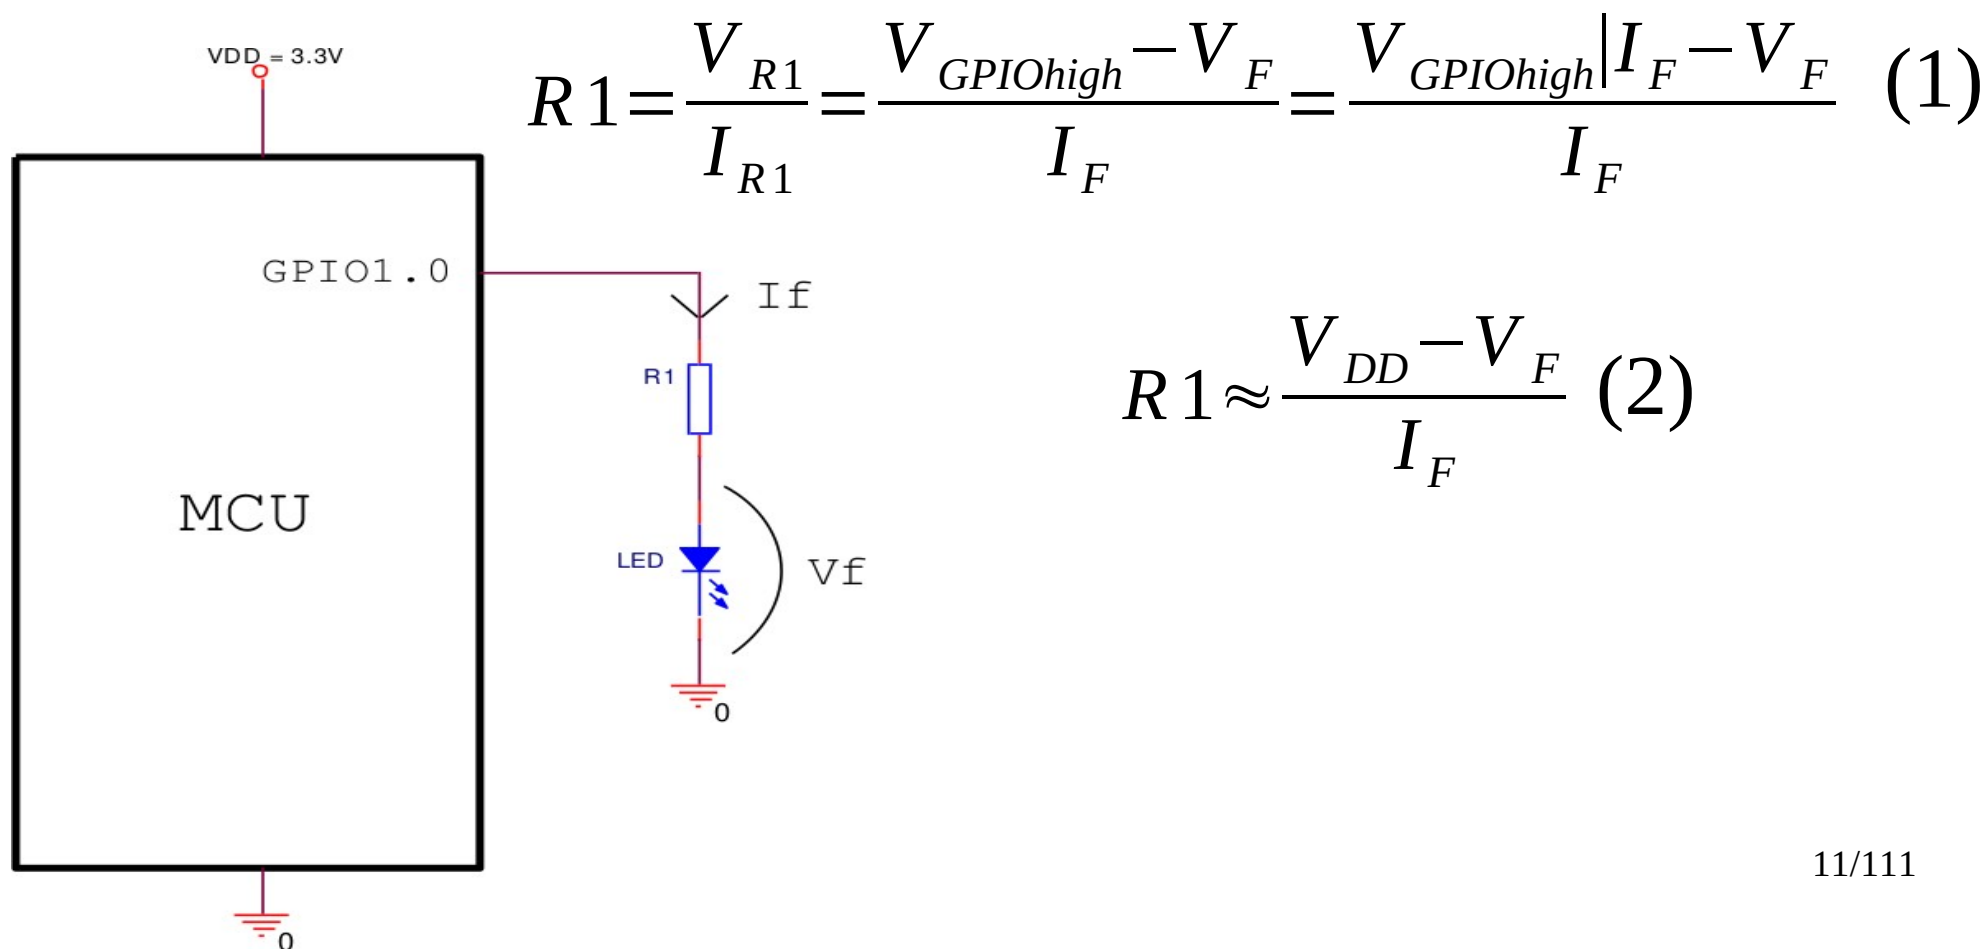 VDD = 3.3V
R1 = V_R1 / I_R1 = (V_GPIOhigh − V_F) / I_F = (V_GPIOhigh|I_F − V_F) / I_F (1)
GPIO1.0
If
R1
R1 ≈ (V_DD − V_F) / I_F (2)
MCU
LED
Vf
0
11/111
0